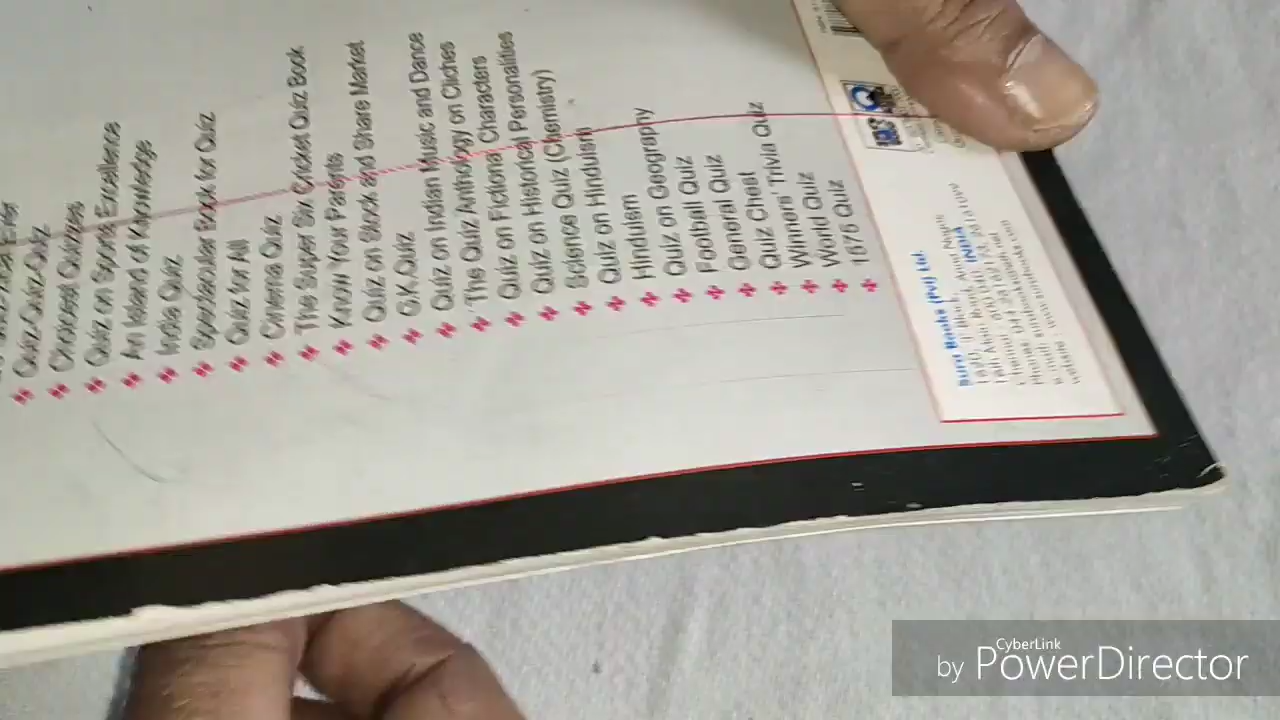 Quiz-Quiz-Quiz
Choicest Quizzes
Quiz on Sports Excellence
An Island of Knowledge
India Quiz
Spectacular Book for Quiz
Quiz for All
Cinema Quiz
The Super Six Cricket Quiz Book
Know Your Parents
Quiz on Stock and Share Market
G.K.Quiz
Quiz on Indian Music and Dance
The Quiz Anthology on Cliches
Quiz on Fictional Characters
Quiz on Historical Personalities
Science Quiz (Chemistry)
Quiz on Hinduism
Hinduism
Quiz on Geography
Football Quiz
General Quiz
Quiz Chest
Winners' Trivia Quiz
World Quiz
1875 Quiz
Sura Books (Pvt) Ltd.
INDIA
Chennai
CyberLink
by PowerDirector